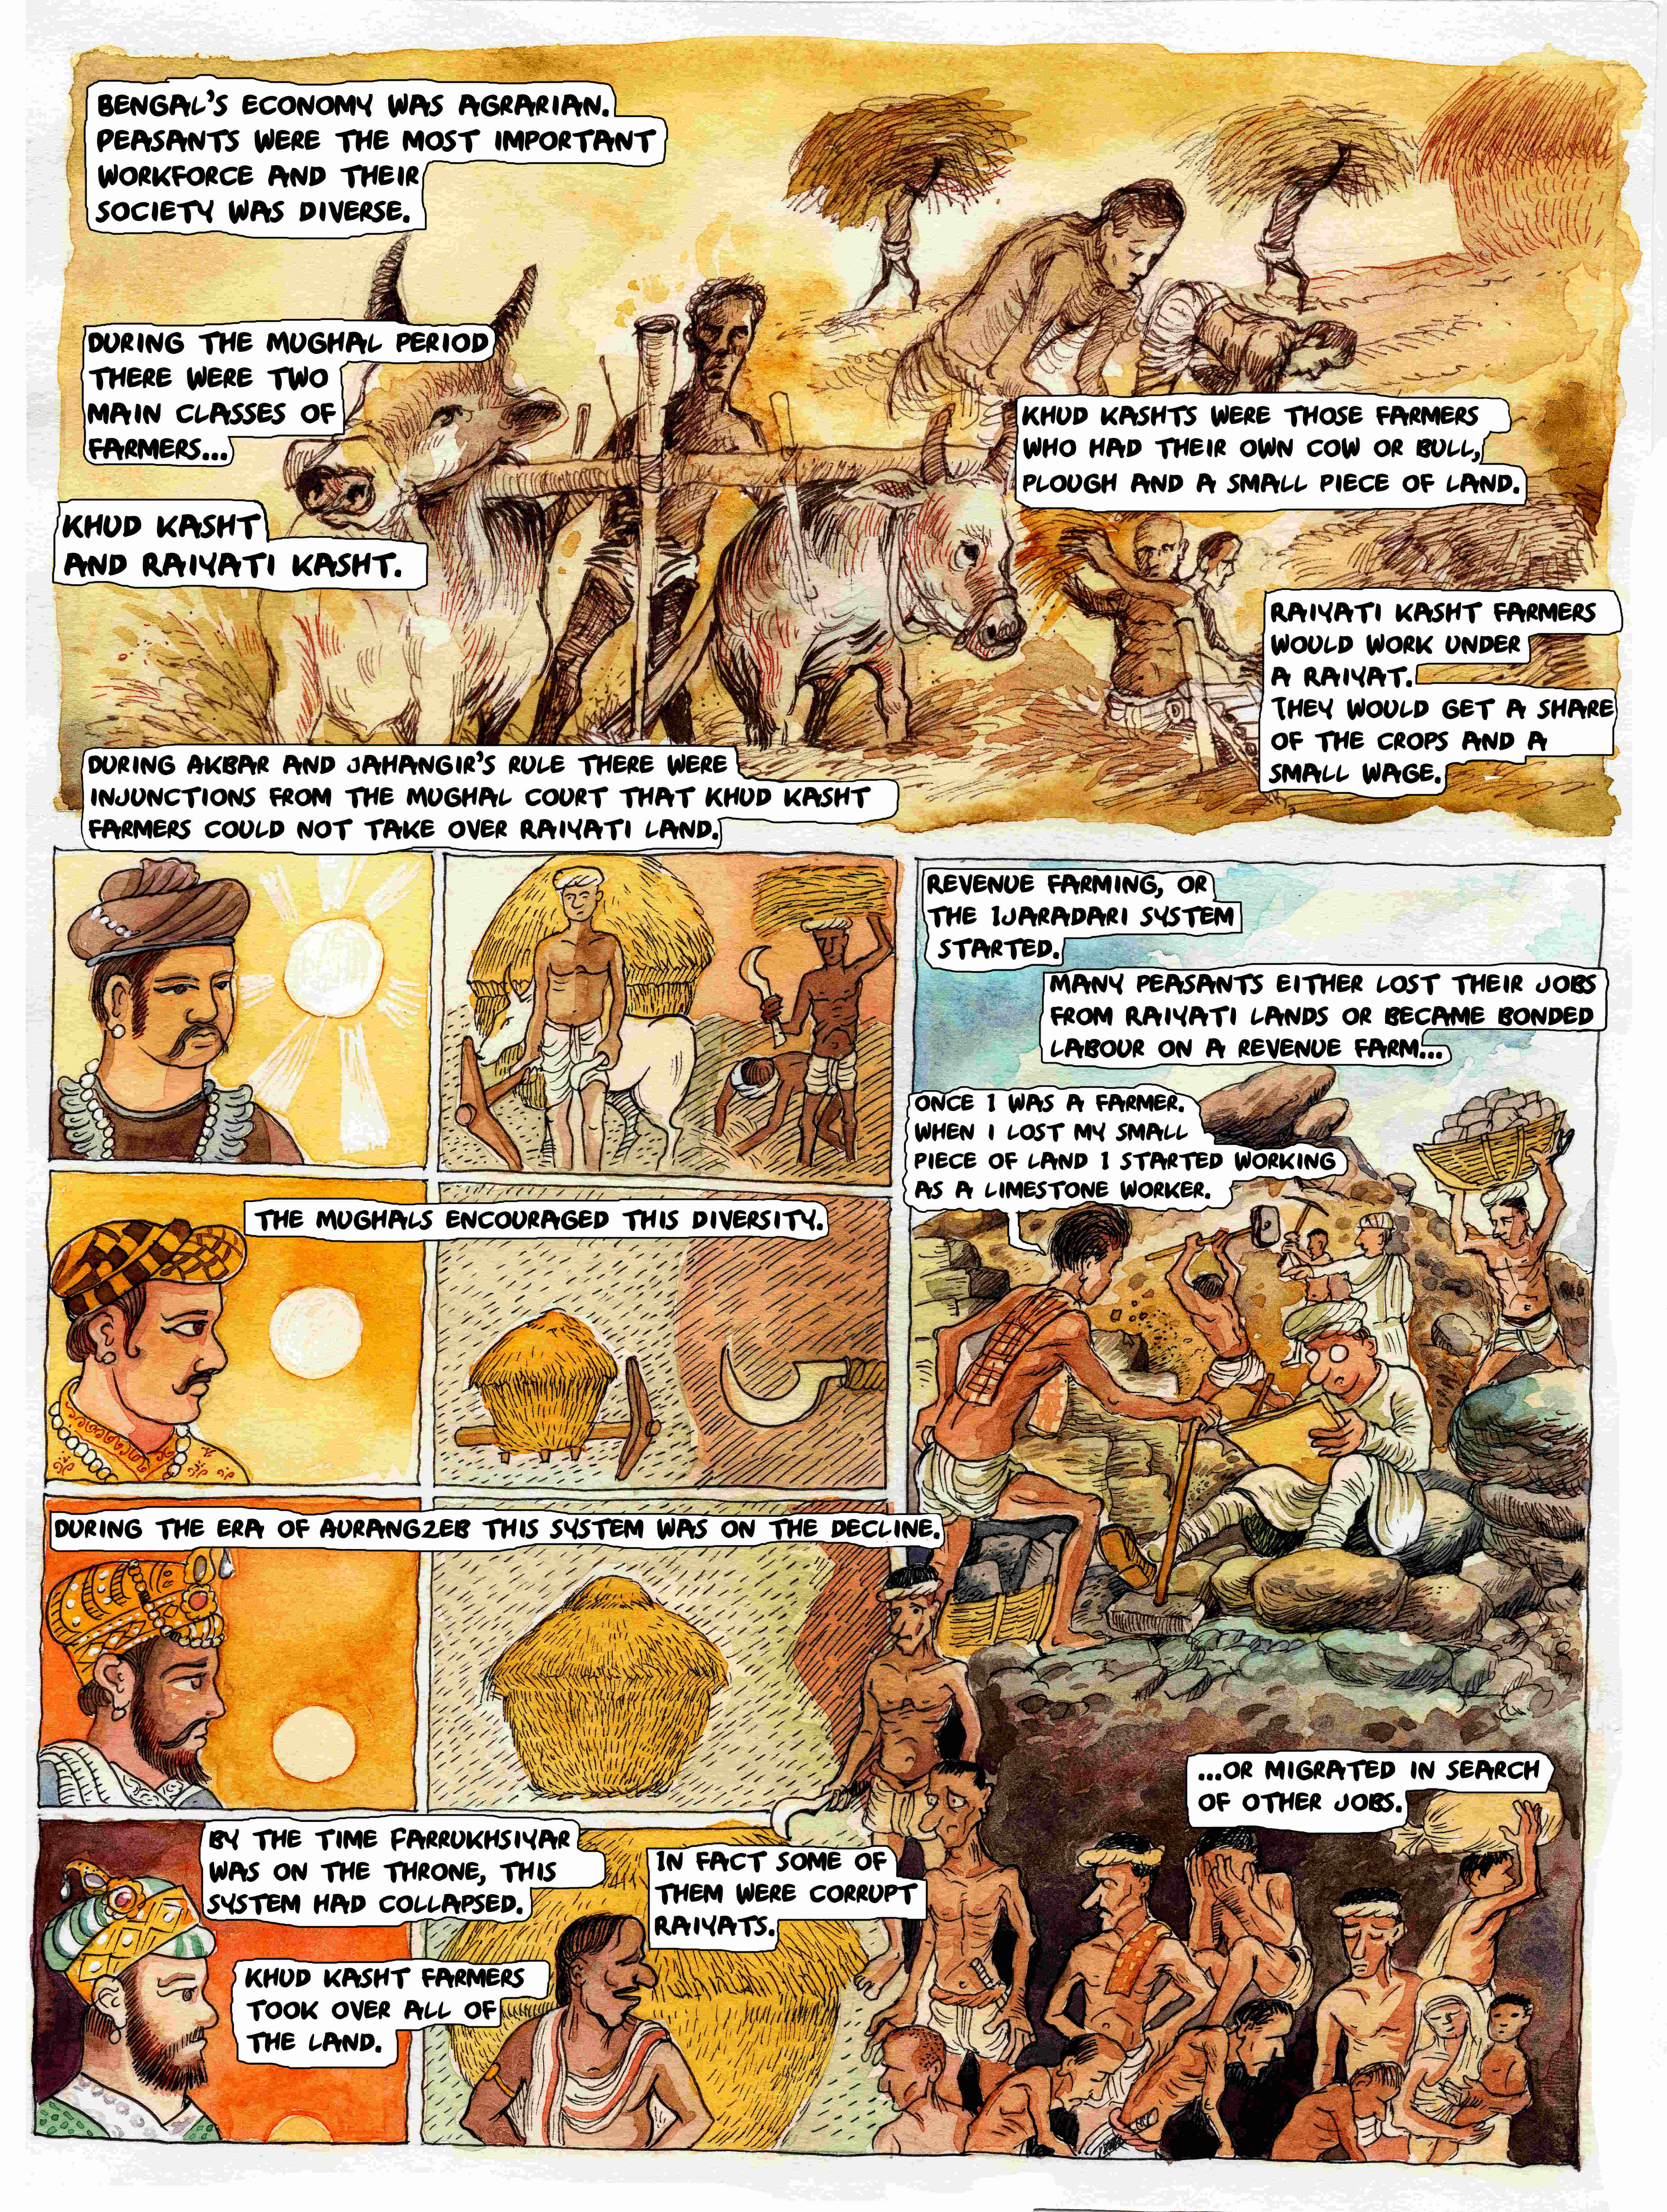 BENGAL'S ECONOMY WAS AGRARIAN.
PEASANTS WERE THE MOST IMPORTANT
WORKFORCE AND THEIR
SOCIETY WAS DIVERSE.
DURING THE MUGHAL PERIOD
THERE WERE TWO
MAIN CLASSES OF
FARMERS...
KHUD KASHT
AND RAIYATI KASHT.
KHUD KASHTS WERE THOSE FARMERS
WHO HAD THEIR OWN COW OR BULL,
PLOUGH AND A SMALL PIECE OF LAND.
RAIYATI KASHT FARMERS
WOULD WORK UNDER
A RAIYAT.
THEY WOULD GET A SHARE
OF THE CROPS AND A
SMALL WAGE.
DURING AKBAR AND JAHANGIR'S RULE THERE WERE
INJUNCTIONS FROM THE MUGHAL COURT THAT KHUD KASHT
FARMERS COULD NOT TAKE OVER RAIYATI LAND.
THE MUGHALS ENCOURAGED THIS DIVERSITY.
DURING THE ERA OF AURANGZEB THIS SYSTEM WAS ON THE DECLINE.
BY THE TIME FARRUKHSIYAR
WAS ON THE THRONE, THIS
SYSTEM HAD COLLAPSED.
KHUD KASHT FARMERS
TOOK OVER ALL OF
THE LAND.
IN FACT SOME OF
THEM WERE CORRUPT
RAIYATS.
REVENUE FARMING, OR
THE IJARADARI SYSTEM
STARTED.
MANY PEASANTS EITHER LOST THEIR JOBS
FROM RAIYATI LANDS OR BECAME BONDED
LABOUR ON A REVENUE FARM...
ONCE I WAS A FARMER.
WHEN I LOST MY SMALL
PIECE OF LAND I STARTED WORKING
AS A LIMESTONE WORKER.
...OR MIGRATED IN SEARCH
OF OTHER JOBS.